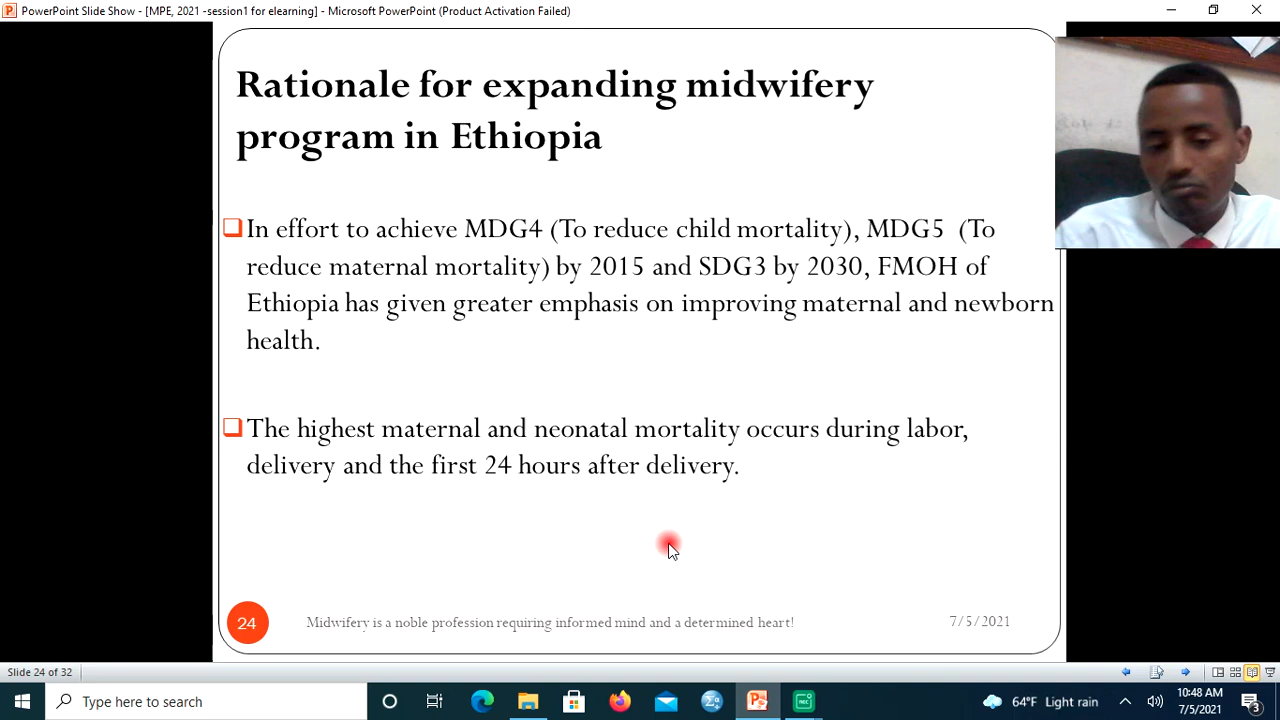 PowerPoint Slide Show - [MPE, 2021 -session1 for elearning] - Microsoft PowerPoint (Product Activation Failed)
Rationale for expanding midwifery
program in Ethiopia
In effort to achieve MDG4 (To reduce child mortality), MDG5 (To
reduce maternal mortality) by 2015 and SDG3 by 2030, FMOH of
Ethiopia has given greater emphasis on improving maternal and newborn
health.
The highest maternal and neonatal mortality occurs during labor,
delivery and the first 24 hours after delivery.
24
Midwifery is a noble profession requiring informed mind and a determined heart!
7/5/2021
Slide 24 of 32
Type here to search
64°F Light rain
10:48 AM
7/5/2021
3